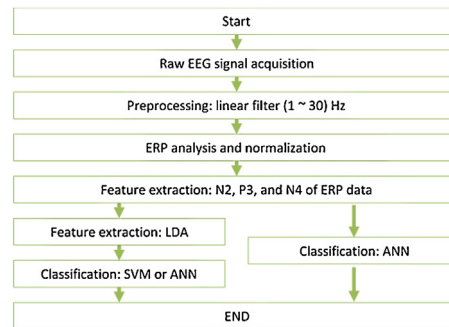 Start
Raw EEG signal acquisition
Preprocessing: linear filter (1 ~ 30) Hz
ERP analysis and normalization
Feature extraction: N2, P3, and N4 of ERP data
Feature extraction: LDA
Classification: SVM or ANN
Classification: ANN
END